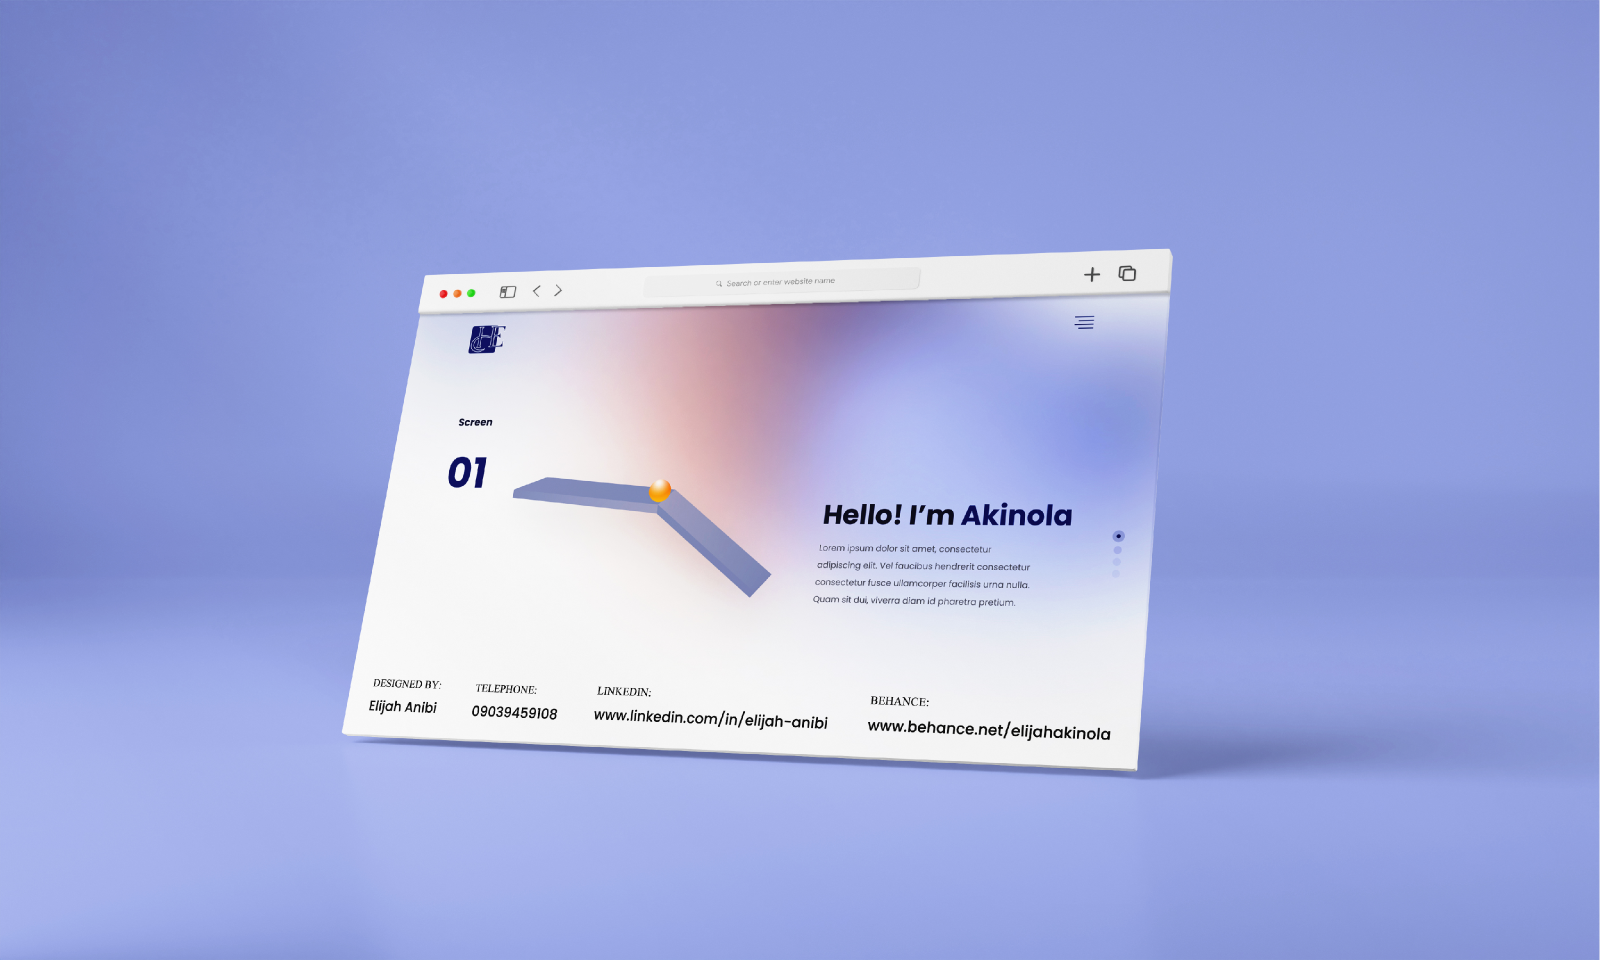 Search or enter website name
Screen
01
Hello! I'm Akinola
Lorem ipsum dolor sit amet, consectetur
adipiscing elit. Vel faucibus hendrerit consectetur
consectetur fusce ullamcorper facilisis urna nulla.
Quam sit dui, viverra diam id pharetra pretium.
DESIGNED BY:
Elijah Anibi
TELEPHONE:
09039459108
LINKEDIN:
www.linkedin.com/in/elijah-anibi
BEHANCE:
www.behance.net/elijahakinola